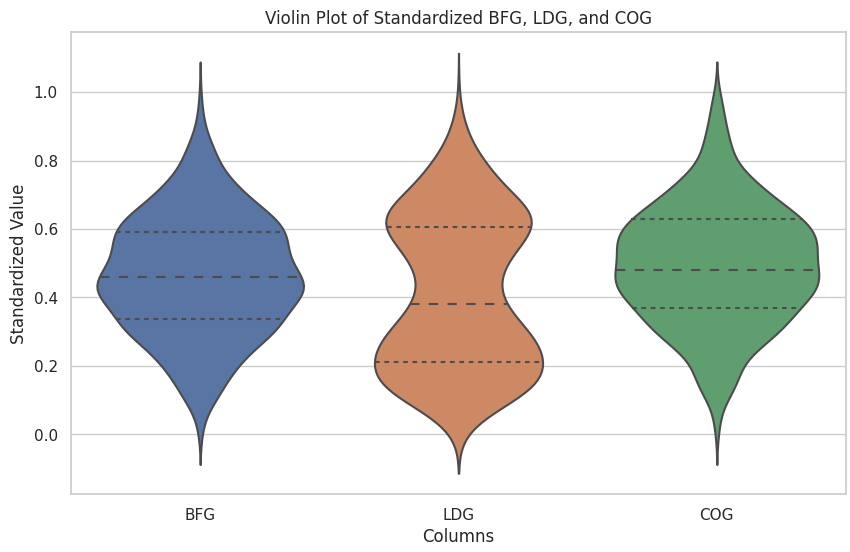 Violin Plot of Standardized BFG, LDG, and COG
Standardized Value
1.0
0.8
0.6
0.4
0.2
0.0
BFG LDG COG
Columns